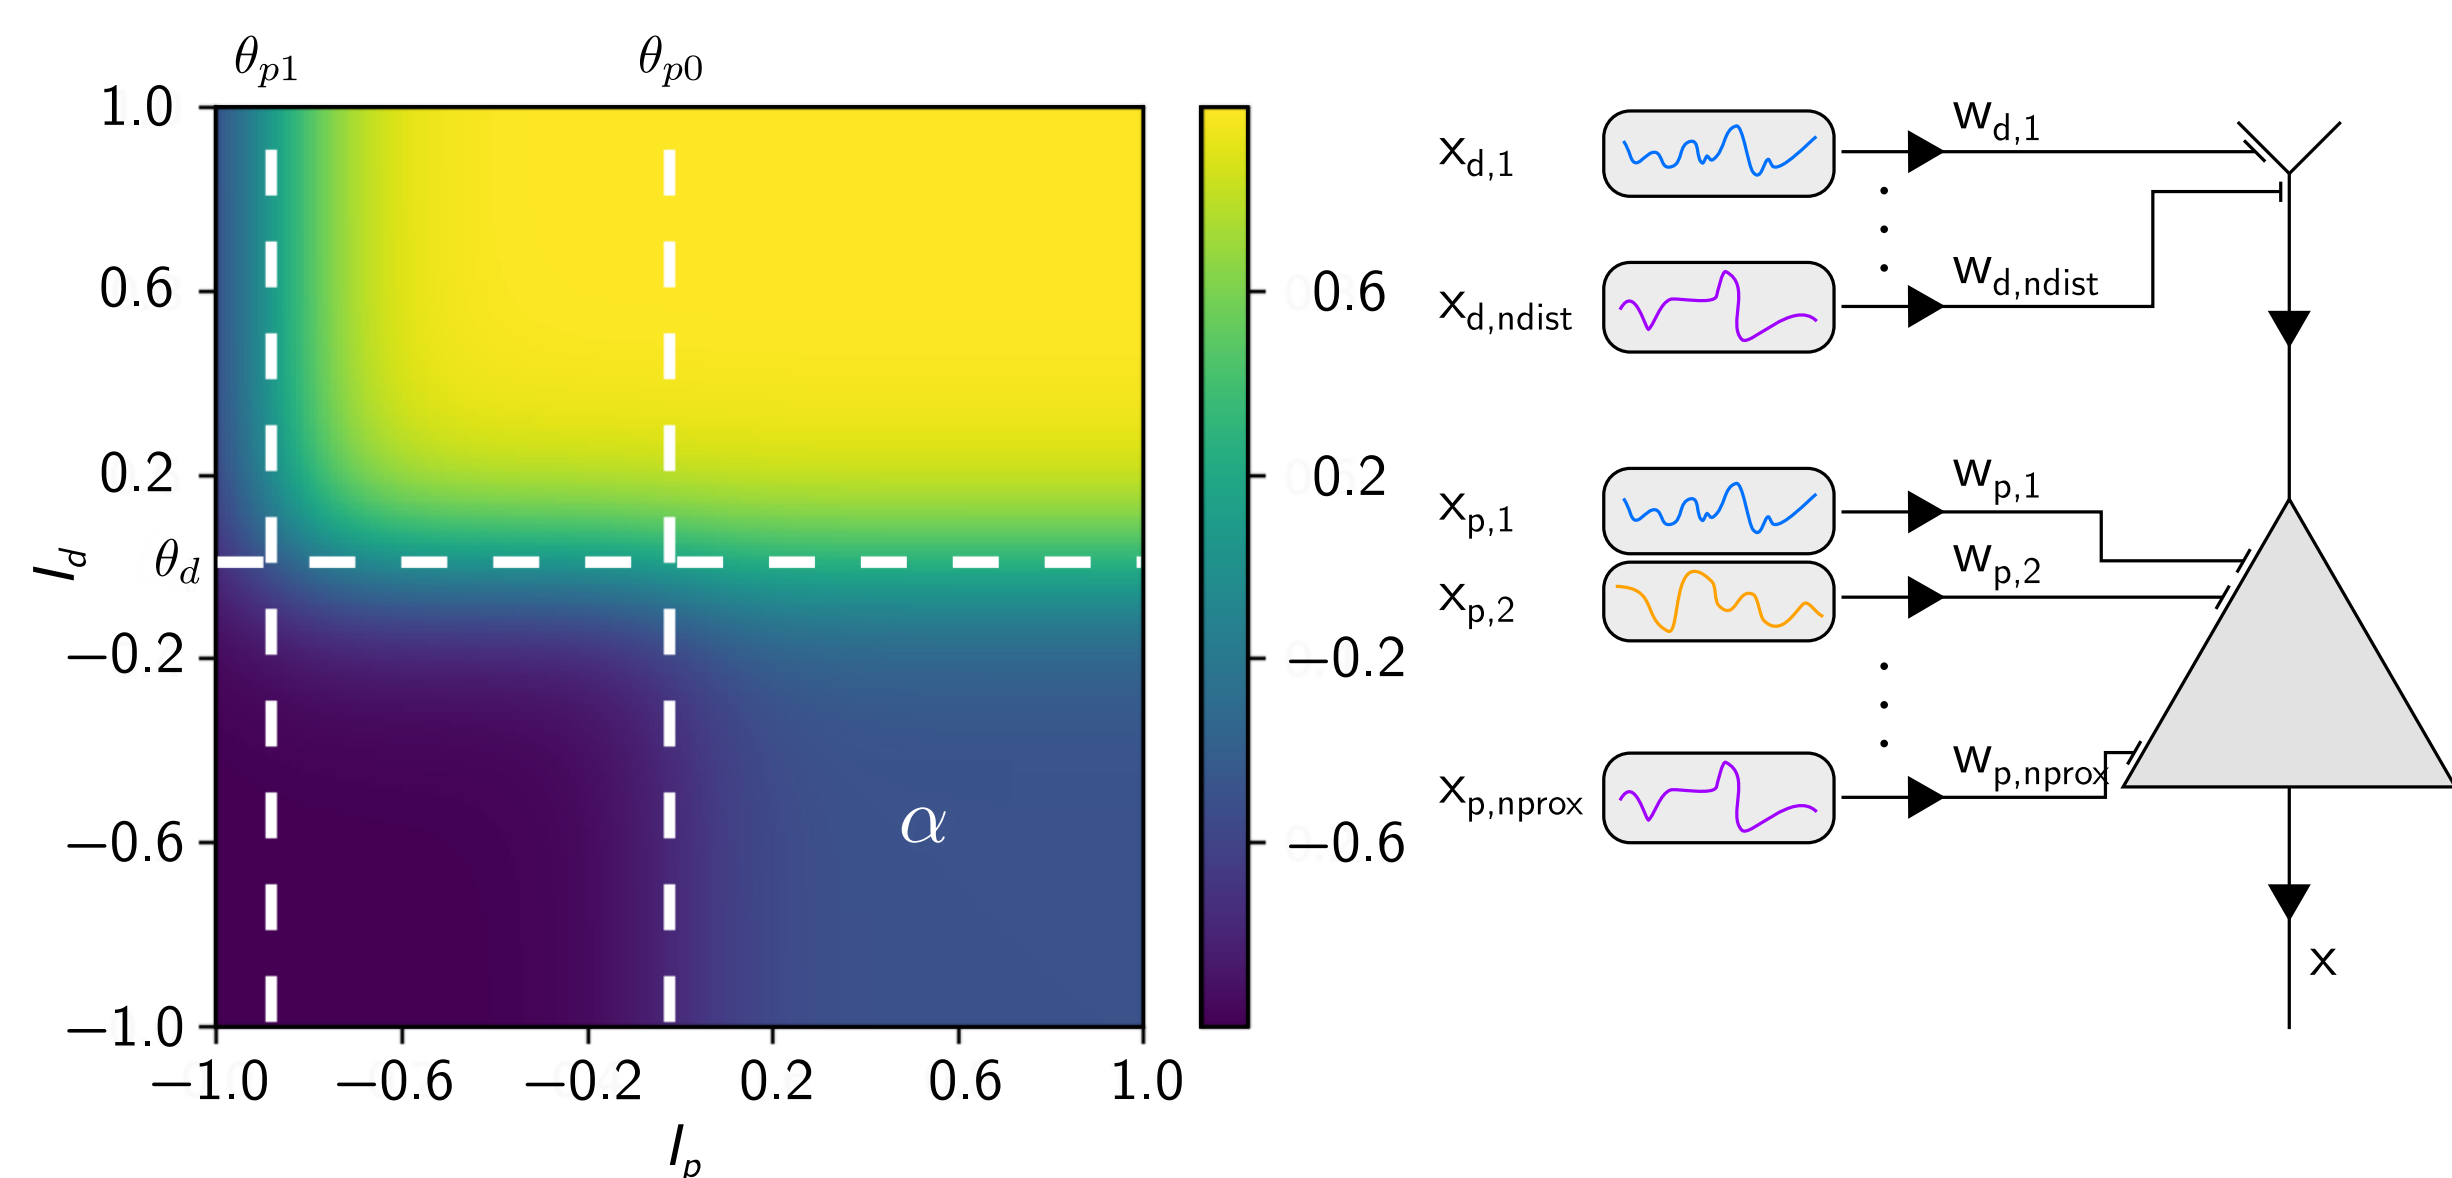 θp1
θp0
1.0
0.6
0.2
θd
−0.2
−0.6
−1.0
Id
−1.0
−0.6
−0.2
0.2
0.6
1.0
Ip
α
0.6
0.2
−0.2
−0.6
xd,1
wd,1
xd,ndist
wd,ndist
xp,1
wp,1
xp,2
wp,2
xp,nprox
wp,nprox
x